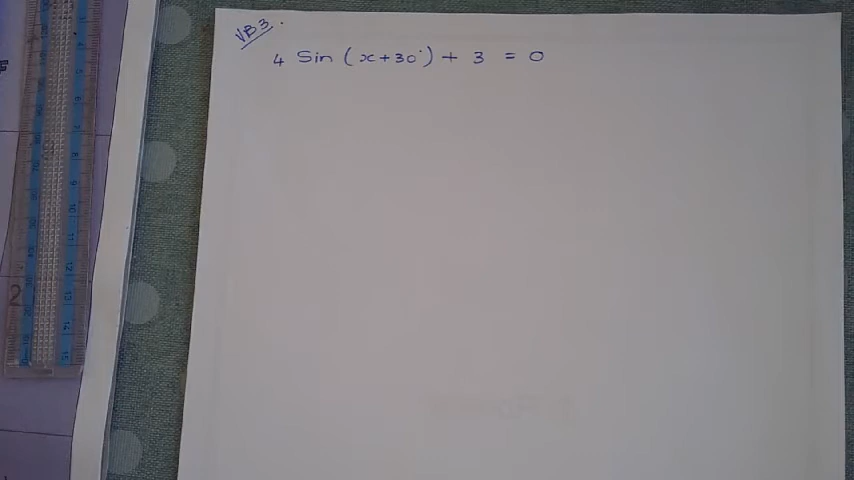 VB3.
4 Sin (x+30°) + 3 = 0